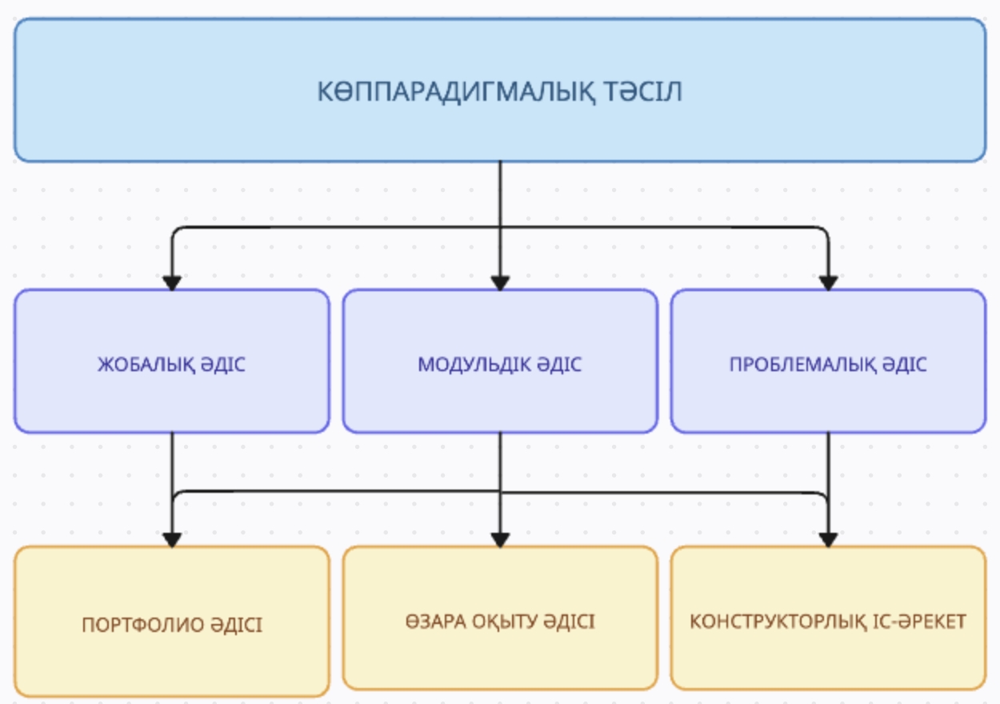 КӨППАРАДИГМАЛЫҚ ТӘСІЛ
ЖОБАЛЫҚ ӘДІС
МОДУЛЬДІК ӘДІС
ПРОБЛЕМАЛЫҚ ӘДІС
ПОРТФОЛИО ӘДІСІ
ӨЗАРА ОҚЫТУ ӘДІСІ
КОНСТРУКТОРЛЫҚ ІС-ӘРЕКЕТ